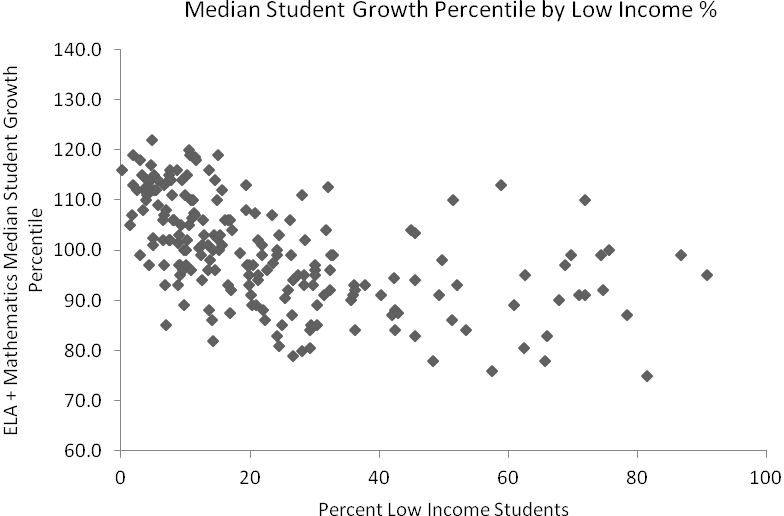 Median Student Growth Percentile by Low Income %
ELA + Mathematics Median Student Growth
Percentile
140.0
130.0
120.0
110.0
100.0
90.0
80.0
70.0
60.0
0 20 40 60 80 100
Percent Low Income Students